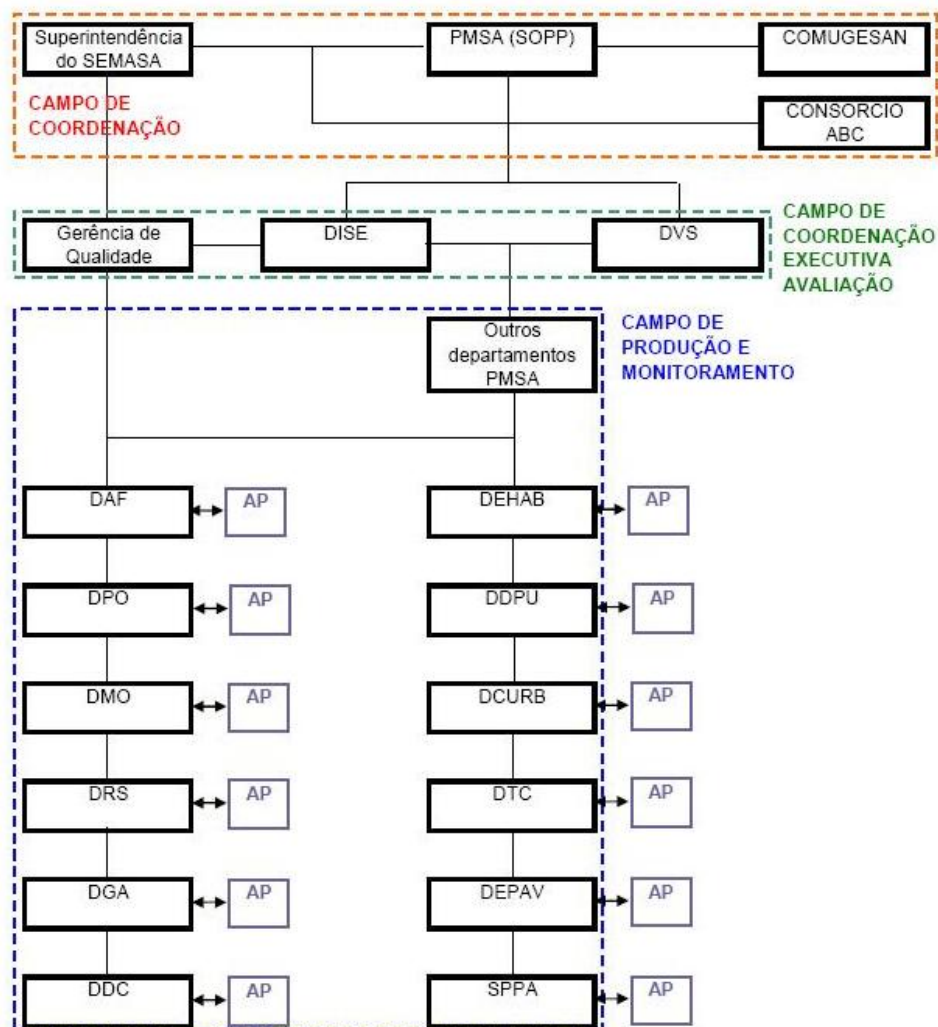 Superintendência
do SEMASA
PMSA (SOPP)
COMUGESAN
CAMPO DE
COORDENAÇÃO
CONSORCIO
ABC
Gerência de
Qualidade
DISE
DVS
CAMPO DE
COORDENAÇÃO
EXECUTIVA
AVALIAÇÃO
Outros
departamentos
PMSA
CAMPO DE
PRODUÇÃO E
MONITORAMENTO
DAF
AP
DEHAB
AP
DPO
AP
DDPU
AP
DMO
AP
DCURB
AP
DRS
AP
DTC
AP
DGA
AP
DEPAV
AP
DDC
AP
SPPA
AP